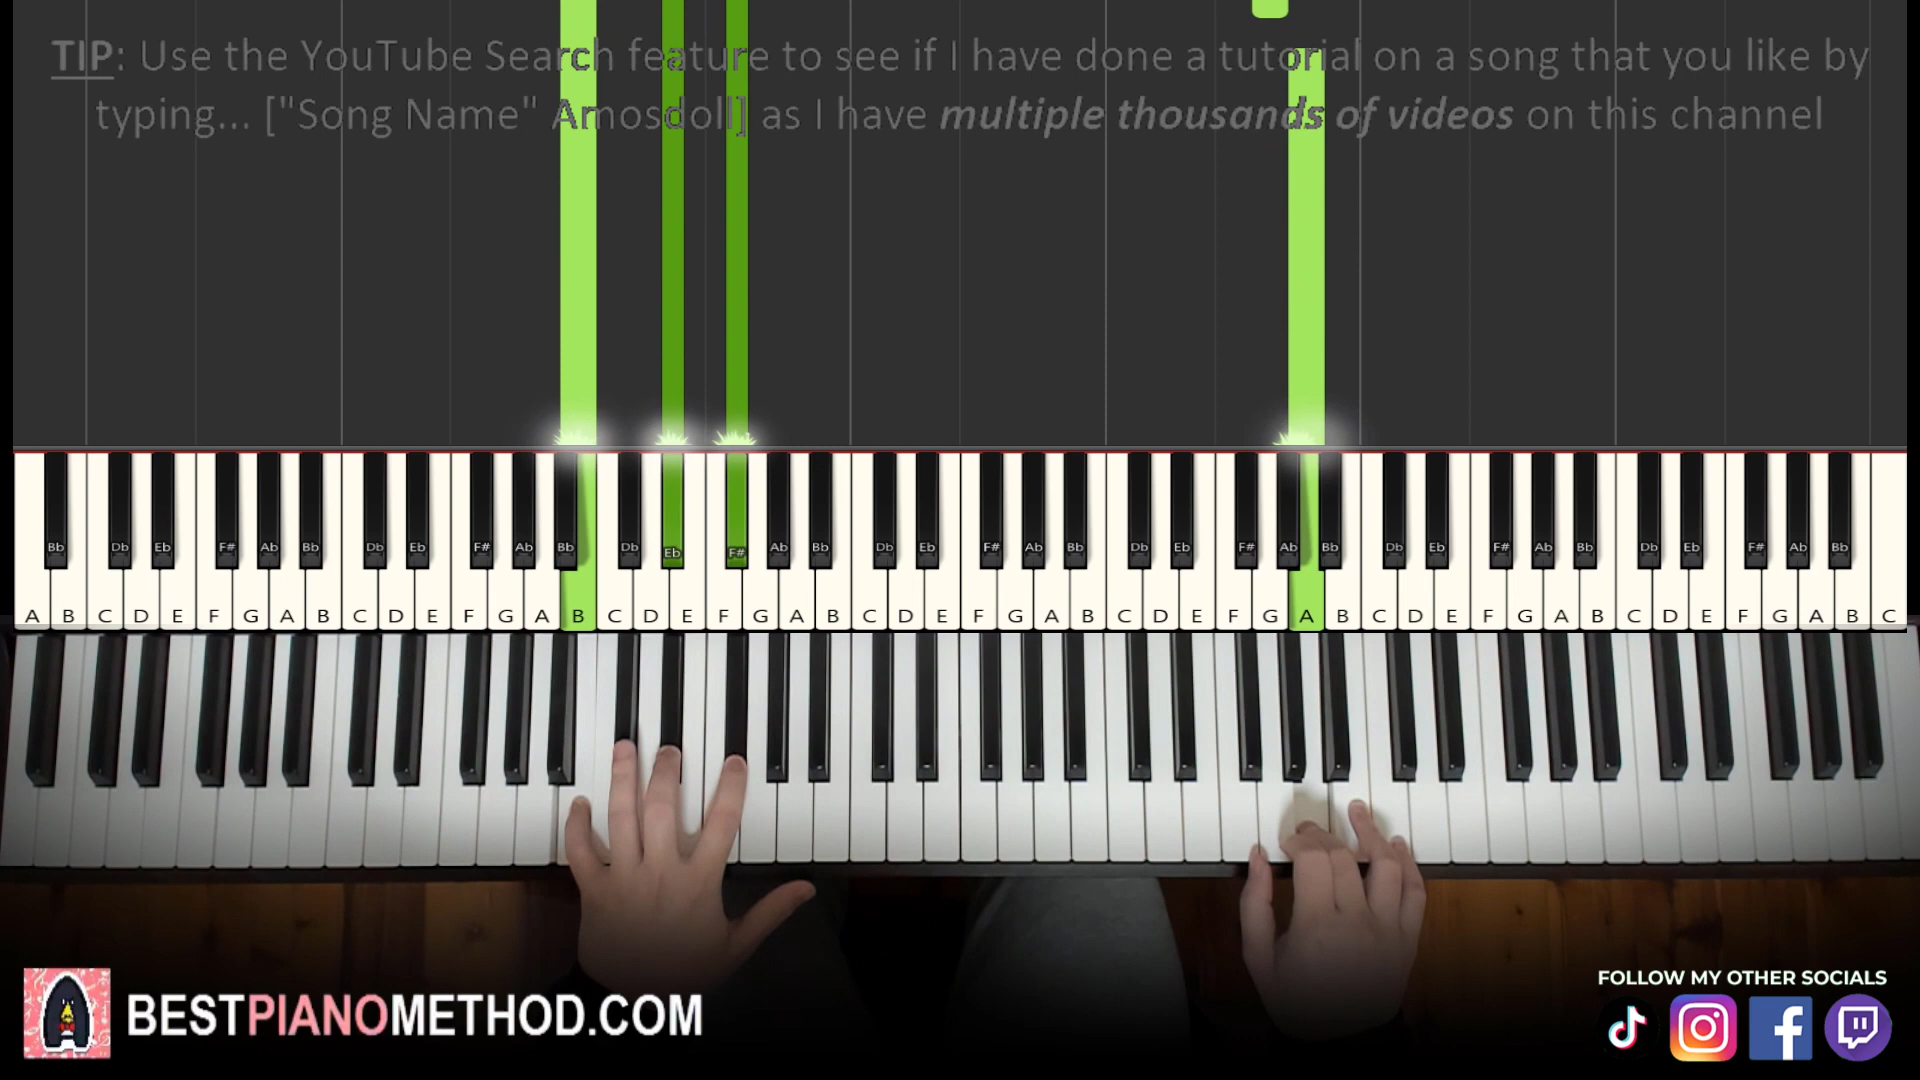 TIP: Use the YouTube Search feature to see if I have done a tutorial on a song that you like by
typing... ["Song Name" Amosdoll] as I have multiple thousands of videos on this channel
Bb Db Eb F# Ab Bb Db Eb F# Ab Bb Db Eb F# Ab Bb Db Eb F# Ab Bb Db Eb F# Ab Bb Db Eb F# Ab Bb Db Eb F# Ab Bb
A B C D E F G A B C D E F G A B C D E F G A B C D E F G A B C D E F G A B C D E F G A B C D E F G A B C
FOLLOW MY OTHER SOCIALS
BESTPIANOMETHOD.COM